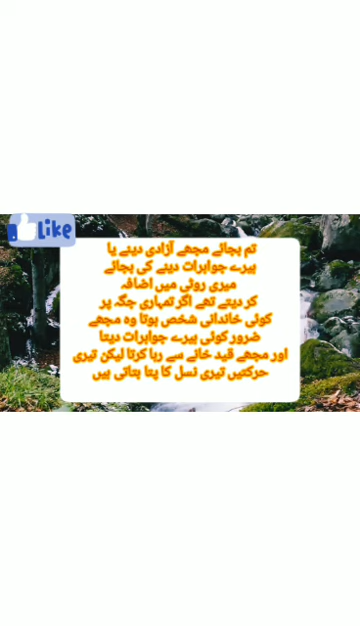 Like
تم بجائے مجھے آزادی دینے یا
ہیرے جواہرات دینے کی بجائے
میری روٹی میں اضافہ
کر دیتے تھے اگر تمہاری جگہ پر
کوئی خاندانی شخص ہوتا وہ مجھے
ضرور کوئی ہیرے جواہرات دیتا
اور مجھے قید خانے سے رہا کرتا لیکن تیری
حرکتیں تیری نسل کا پتا بتاتی ہیں